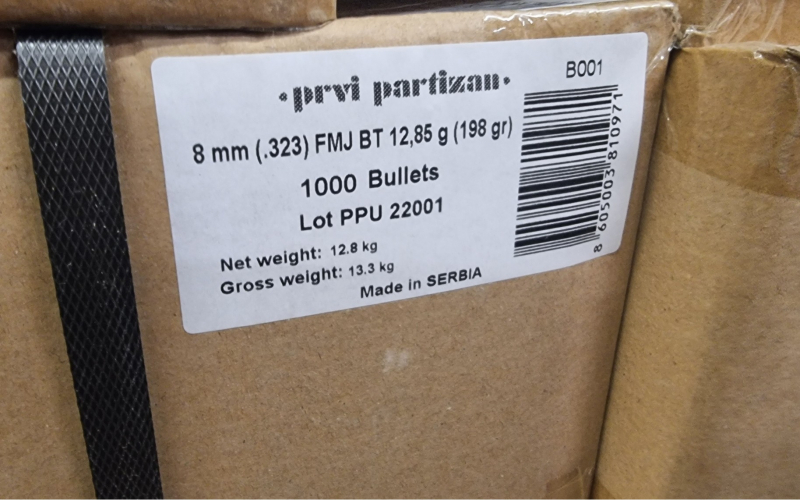 ·prvi partizan·
B001
8 mm (.323) FMJ BT 12,85 g (198 gr)
1000 Bullets
Lot PPU 22001
Net weight: 12.8 kg
Gross weight: 13.3 kg
Made in SERBIA
8 605003 810971